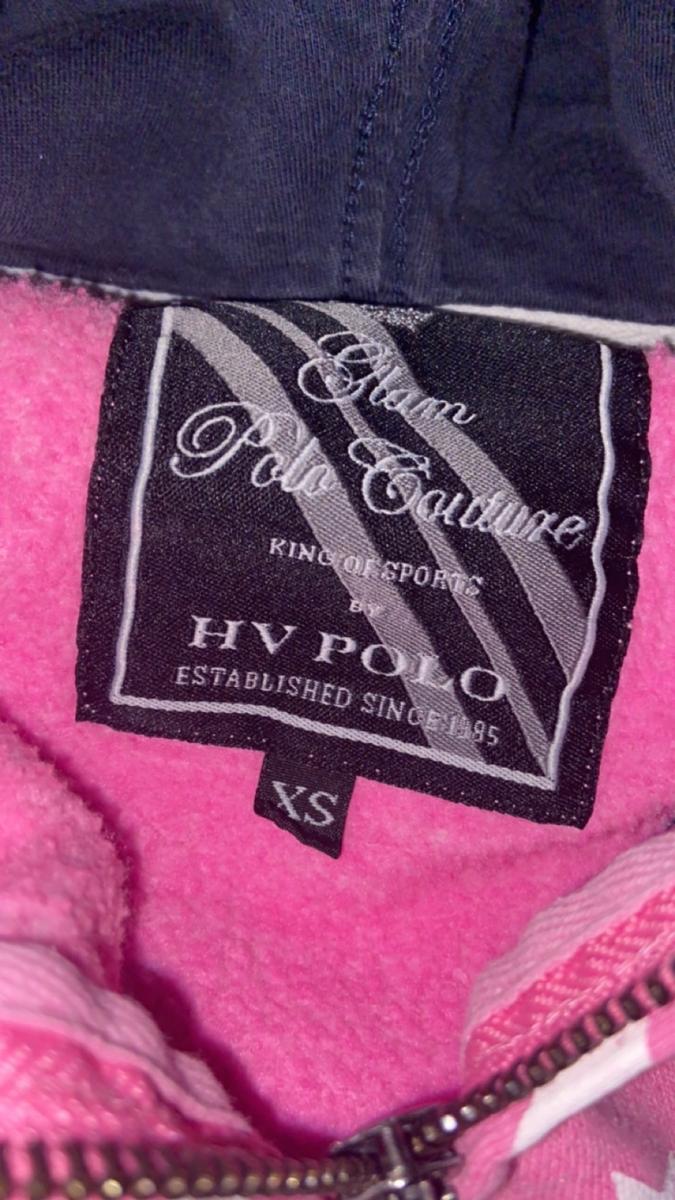 Glam
Polo Couture
KING OF SPORTS
BY
HV POLO
ESTABLISHED SINCE 1985
XS